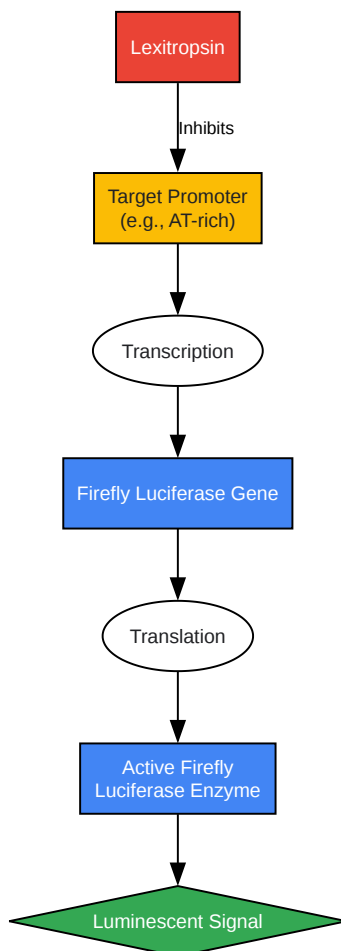 Lexitropsin
Inhibits
Target Promoter
(e.g., AT-rich)
Transcription
Firefly Luciferase Gene
Translation
Active Firefly
Luciferase Enzyme
Luminescent Signal